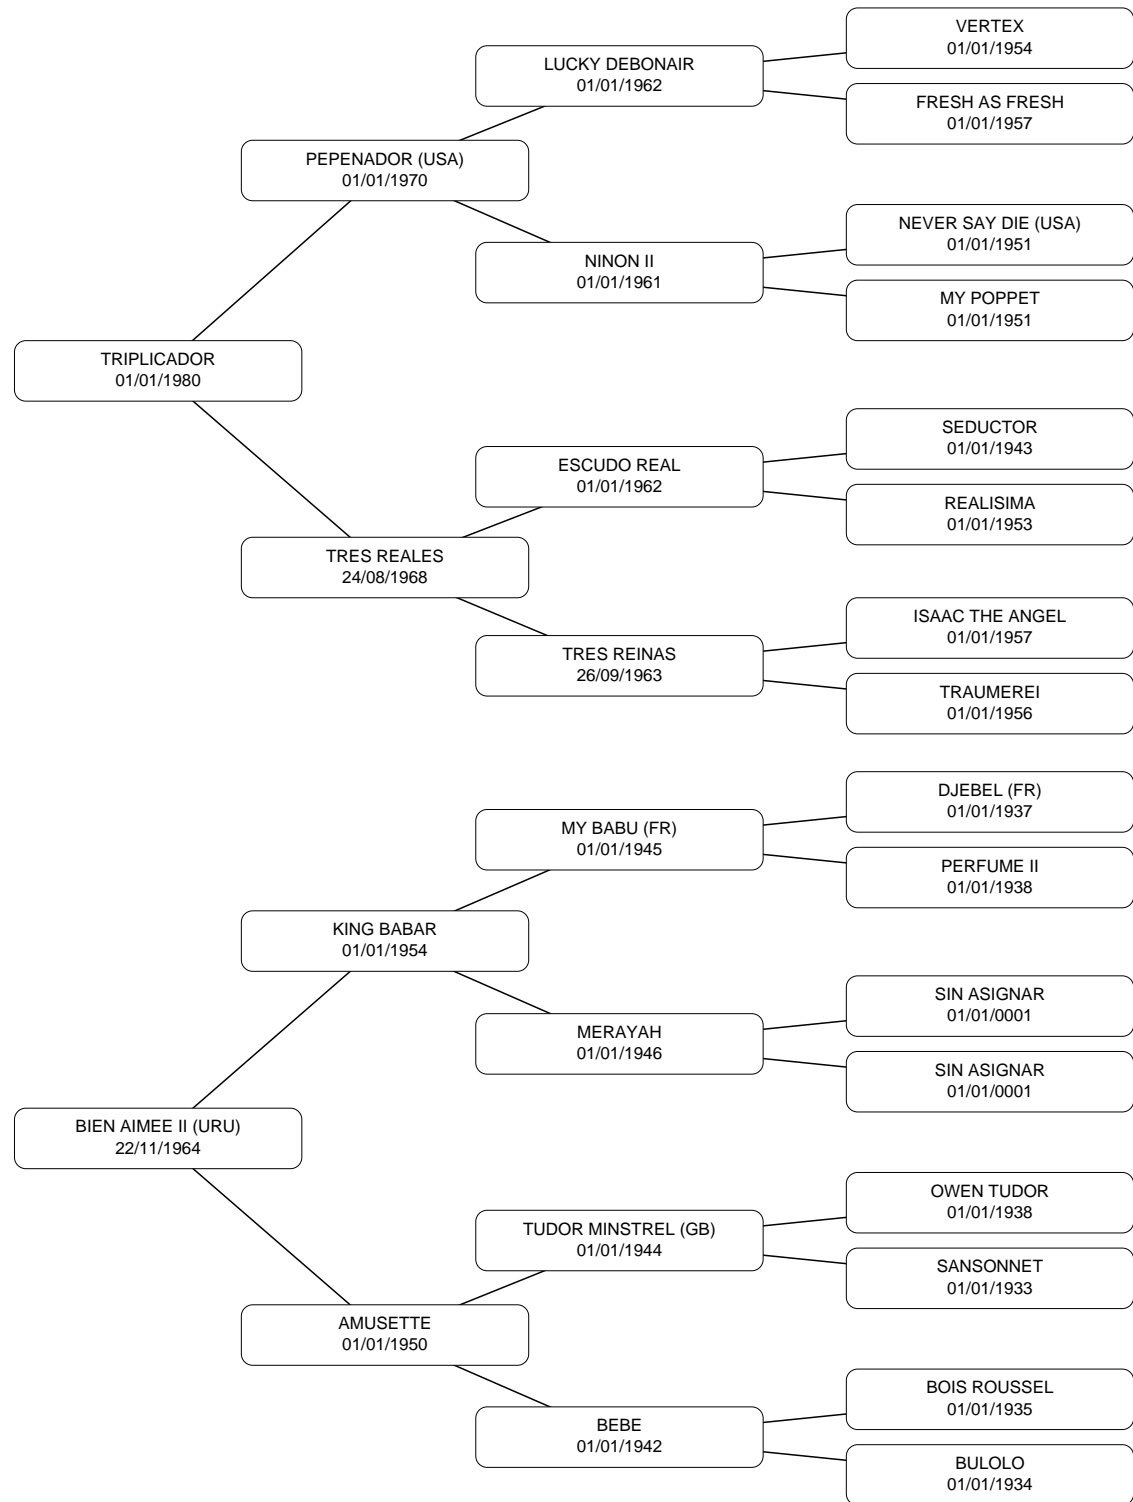 VERTEX
01/01/1954
LUCKY DEBONAIR
01/01/1962
FRESH AS FRESH
01/01/1957
PEPENADOR (USA)
01/01/1970
NEVER SAY DIE (USA)
01/01/1951
NINON II
01/01/1961
MY POPPET
01/01/1951
TRIPLICADOR
01/01/1980
SEDUCTOR
01/01/1943
ESCUDO REAL
01/01/1962
REALISIMA
01/01/1953
TRES REALES
24/08/1968
ISAAC THE ANGEL
01/01/1957
TRES REINAS
26/09/1963
TRAUMEREI
01/01/1956
DJEBEL (FR)
01/01/1937
MY BABU (FR)
01/01/1945
PERFUME II
01/01/1938
KING BABAR
01/01/1954
SIN ASIGNAR
01/01/0001
MERAYAH
01/01/1946
SIN ASIGNAR
01/01/0001
BIEN AIMEE II (URU)
22/11/1964
OWEN TUDOR
01/01/1938
TUDOR MINSTREL (GB)
01/01/1944
SANSONNET
01/01/1933
AMUSETTE
01/01/1950
BOIS ROUSSEL
01/01/1935
BEBE
01/01/1942
BULOLO
01/01/1934